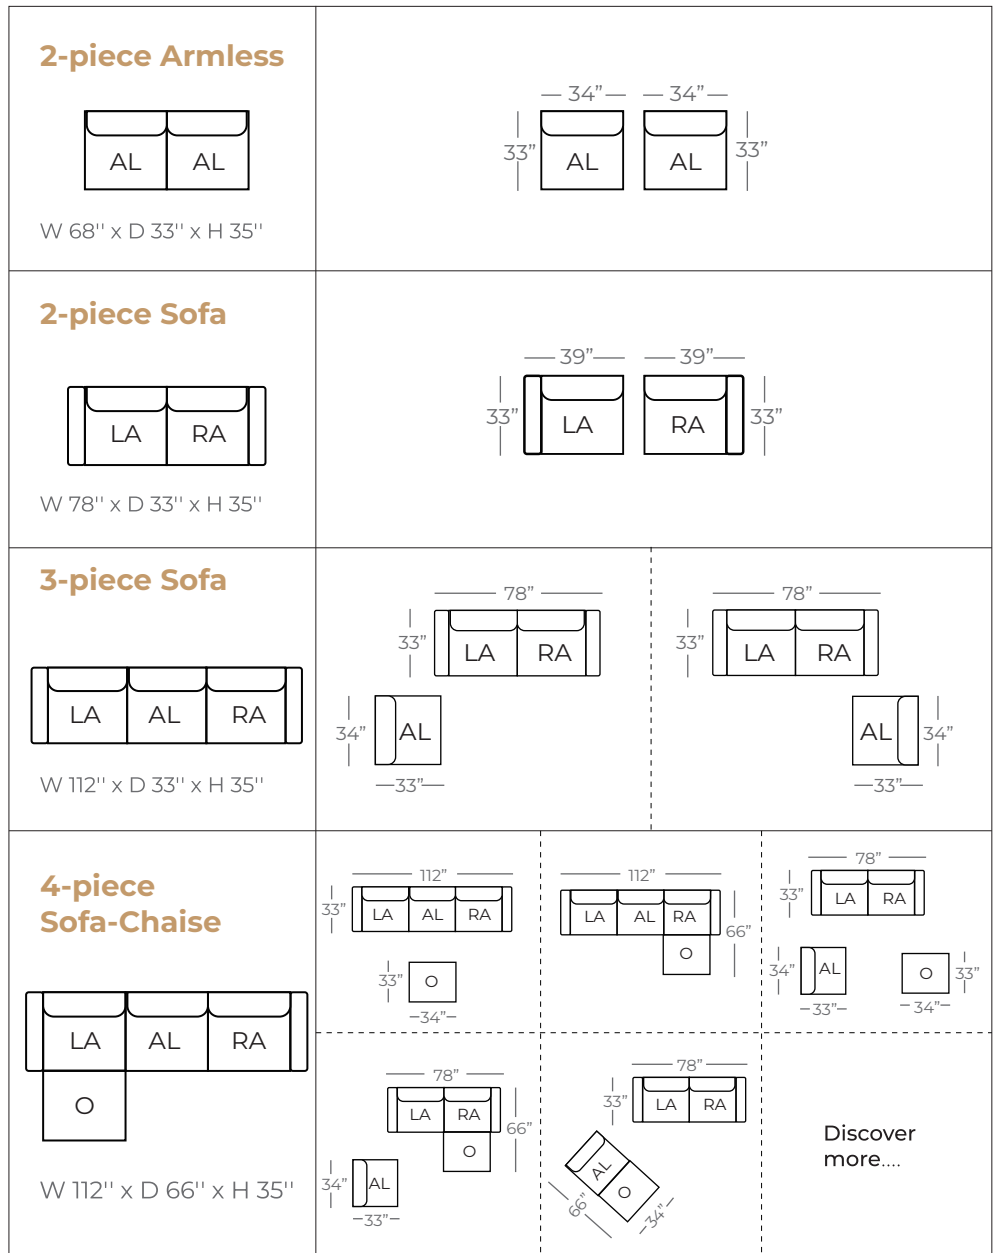 2-piece Armless
AL AL
W 68'' x D 33'' x H 35''
34” 34”
33” AL AL 33”
2-piece Sofa
LA RA
W 78'' x D 33'' x H 35''
39” 39”
33” LA RA 33”
3-piece Sofa
LA AL RA
W 112'' x D 33'' x H 35''
78”
33” LA RA
34” AL
33”
78”
33” LA RA
AL 34”
33”
4-piece
Sofa-Chaise
LA AL RA
O
W 112'' x D 66'' x H 35''
112”
33” LA AL RA
33” O
34”
112”
LA AL RA
66”
O
78”
33” LA RA
34” AL
33”
O 33”
34”
78”
LA RA
66”
O
34” AL
33”
78”
33” LA RA
AL
O
66”
34”
Discover
more....